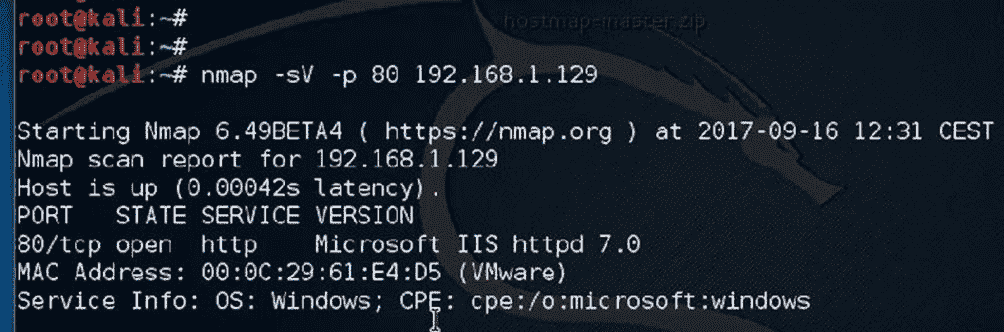 hostmap-master.zip
root@kali:~#
root@kali:~#
root@kali:~# nmap -sV -p 80 192.168.1.129
Starting Nmap 6.49BETA4 ( https://nmap.org ) at 2017-09-16 12:31 CEST
Nmap scan report for 192.168.1.129
Host is up (0.00042s latency).
PORT   STATE SERVICE VERSION
80/tcp open  http    Microsoft IIS httpd 7.0
MAC Address: 00:0C:29:61:E4:D5 (VMware)
Service Info: OS: Windows; CPE: cpe:/o:microsoft:windows